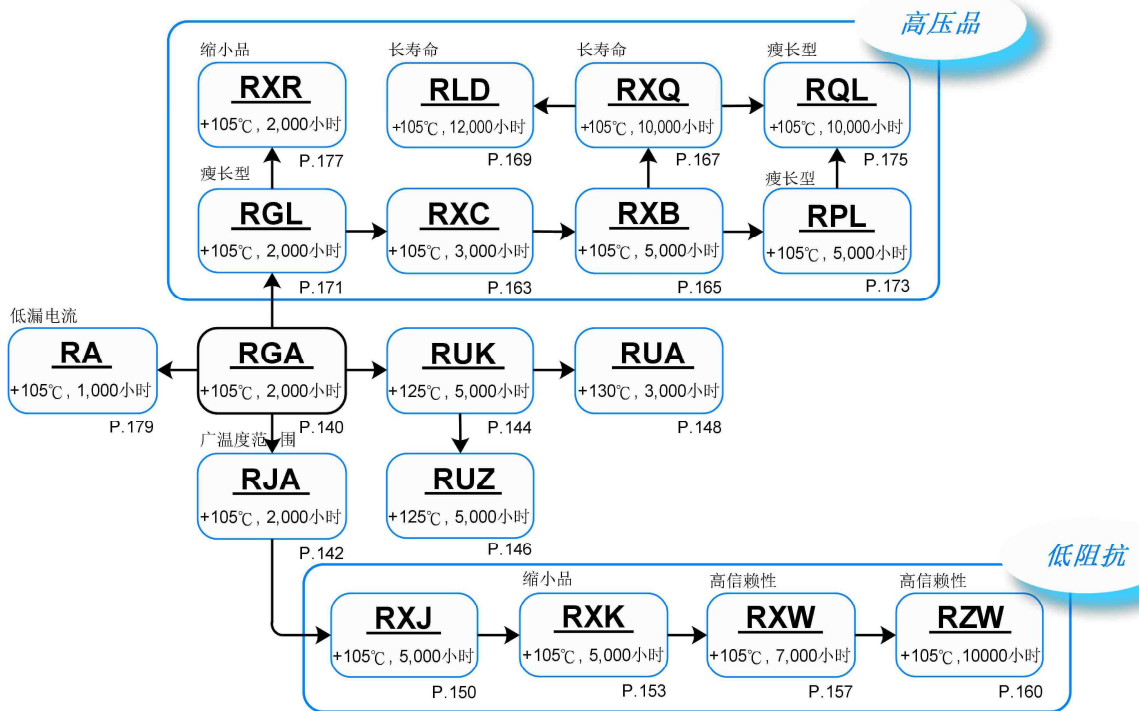 高压品
缩小品
RXR
+105℃, 2,000小时
P.177
长寿命
RLD
+105℃, 12,000小时
P.169
长寿命
RXQ
+105℃, 10,000小时
P.167
瘦长型
RQL
+105℃, 10,000小时
P.175
瘦长型
RGL
+105℃, 2,000小时
P.171
RXC
+105℃, 3,000小时
P.163
RXB
+105℃, 5,000小时
P.165
瘦长型
RPL
+105℃, 5,000小时
P.173
低漏电流
RA
+105℃, 1,000小时
P.179
RGA
+105℃, 2,000小时
P.140
RUK
+125℃, 5,000小时
P.144
RUA
+130℃, 3,000小时
P.148
广温度范围
RJA
+105℃, 2,000小时
P.142
RUZ
+125℃, 5,000小时
P.146
低阻抗
RXJ
+105℃, 5,000小时
P.150
缩小品
RXK
+105℃, 5,000小时
P.153
高信赖性
RXW
+105℃, 7,000小时
P.157
高信赖性
RZW
+105℃, 10000小时
P.160